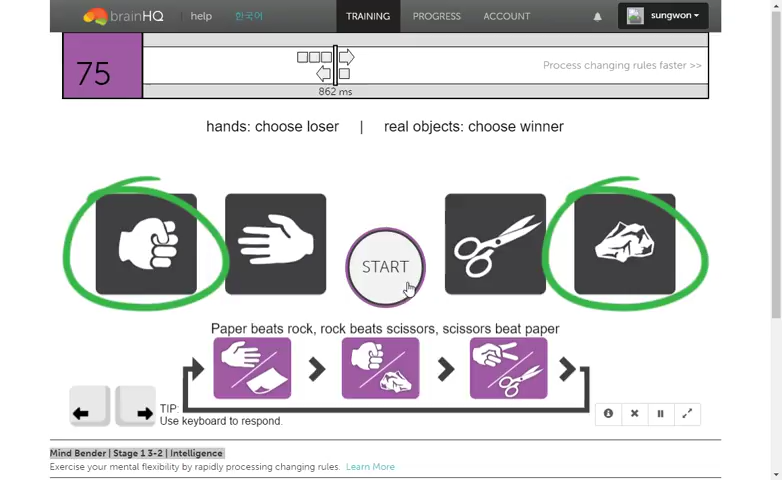 brainHQ | help 한국어 TRAINING PROGRESS ACCOUNT sungwon
75
Process changing rules faster >>
862 ms
hands: choose loser | real objects: choose winner
START
Paper beats rock, rock beats scissors, scissors beat paper
TIP:
Use keyboard to respond.
Mind Bender | Stage 1 3-2 | Intelligence
Exercise your mental flexibility by rapidly processing changing rules. Learn More